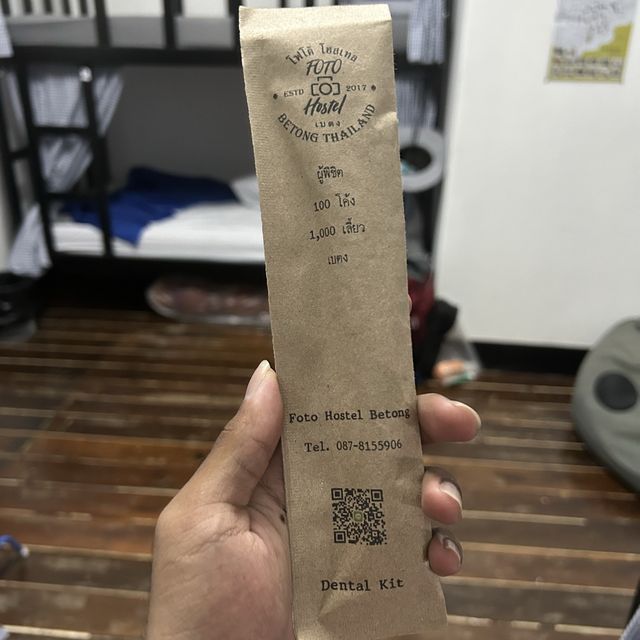 โฟโต้ โฮสเทล
FOTO
ESTD 2017
Hostel
เบตง
BETONG THAILAND
ผู้พิชิต
100 โค้ง
1,000 เลี้ยว
เบตง
Foto Hostel Betong
Tel. 087-8155906
Dental Kit